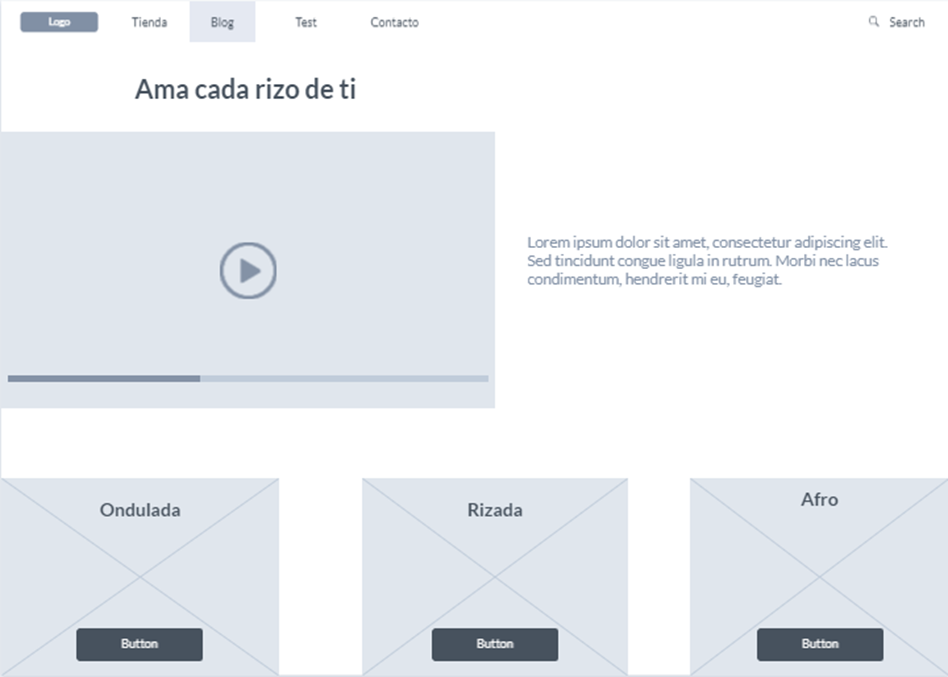 Logo Tienda Blog Test Contacto Search
Ama cada rizo de ti
Lorem ipsum dolor sit amet, consectetur adipiscing elit.
Sed tincidunt congue ligula in rutrum. Morbi nec lacus
condimentum, hendrerit mi eu, feugiat.
Ondulada Rizada Afro
Button Button Button